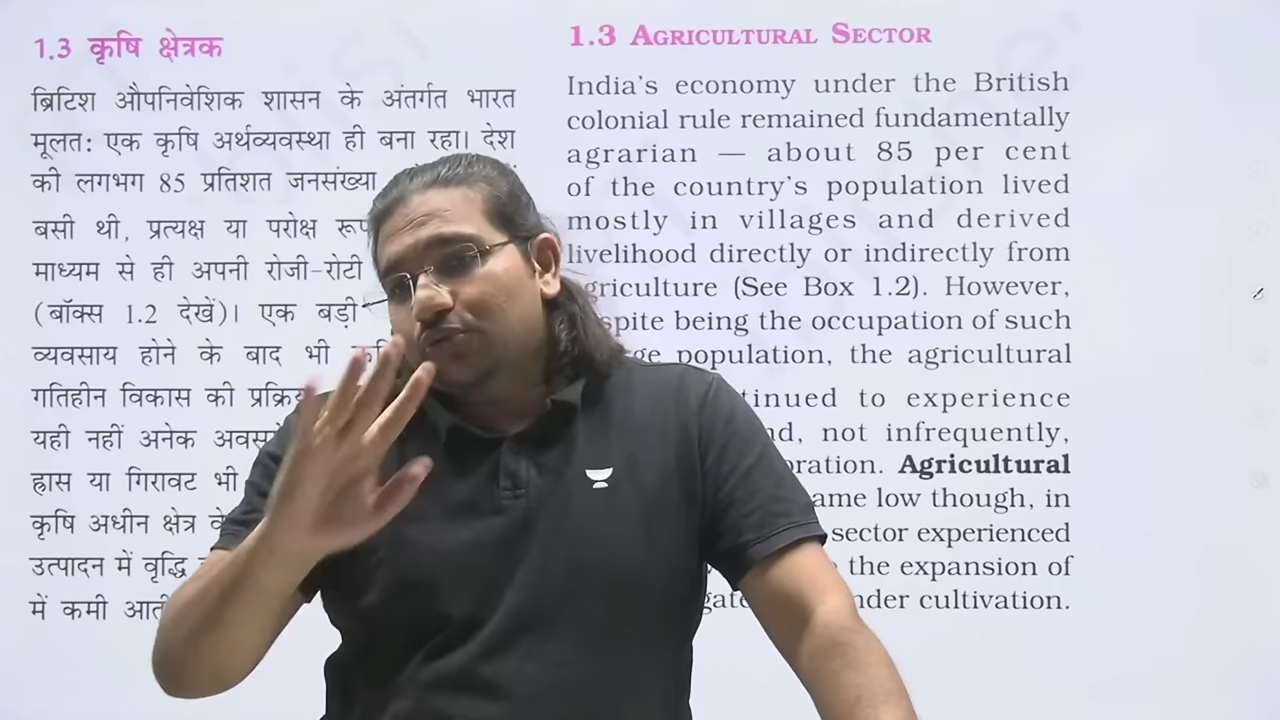 1.3 कृषि क्षेत्रक
ब्रिटिश औपनिवेशिक शासन के अंतर्गत भारत
मूलत: एक कृषि अर्थव्यवस्था ही बना रहा। देश
की लगभग 85 प्रतिशत जनसंख्या
बसी थी, प्रत्यक्ष या परोक्ष रूप
माध्यम से ही अपनी रोजी-रोटी
(बॉक्स 1.2 देखें)। एक बड़ी
व्यवसाय होने के बाद भी
गतिहीन विकास की
यही नहीं अनेक
ह्रास या गिरावट भी
कृषि अधीन क्षेत्र
उत्पादन में वृद्धि
में कमी
1.3 AGRICULTURAL SECTOR
India's economy under the British
colonial rule remained fundamentally
agrarian — about 85 per cent
of the country's population lived
mostly in villages and derived
livelihood directly or indirectly from
griculture (See Box 1.2). However,
spite being the occupation of such
ge population, the agricultural
tinued to experience
nd, not infrequently,
oration. Agricultural
ame low though, in
sector experienced
the expansion of
gate nder cultivation.